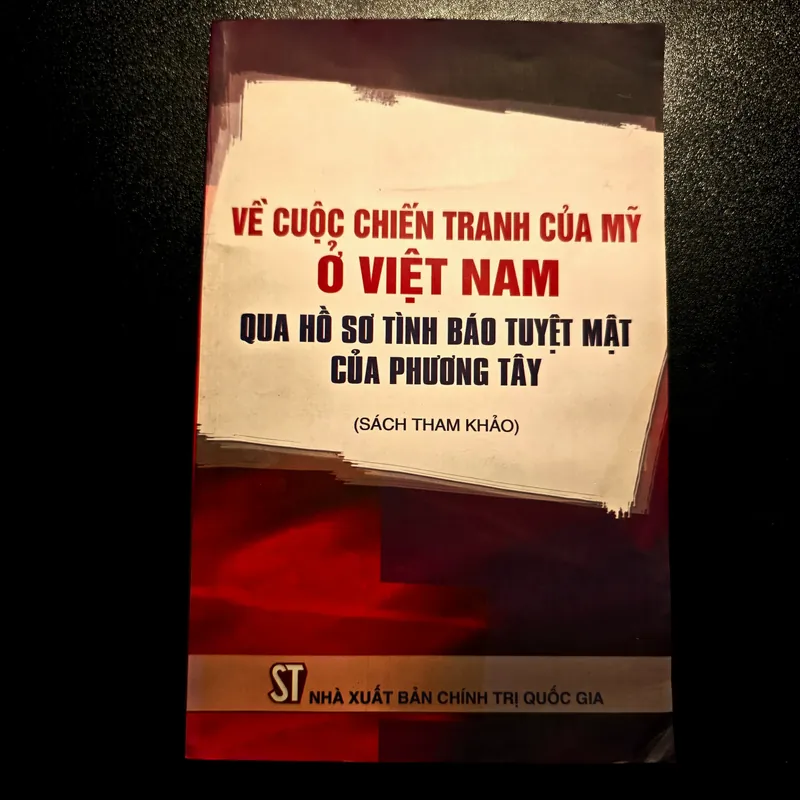 VỀ CUỘC CHIẾN TRANH CỦA MỸ
Ở VIỆT NAM
QUA HỒ SƠ TÌNH BÁO TUYỆT MẬT
CỦA PHƯƠNG TÂY
(SÁCH THAM KHẢO)
ST NHÀ XUẤT BẢN CHÍNH TRỊ QUỐC GIA